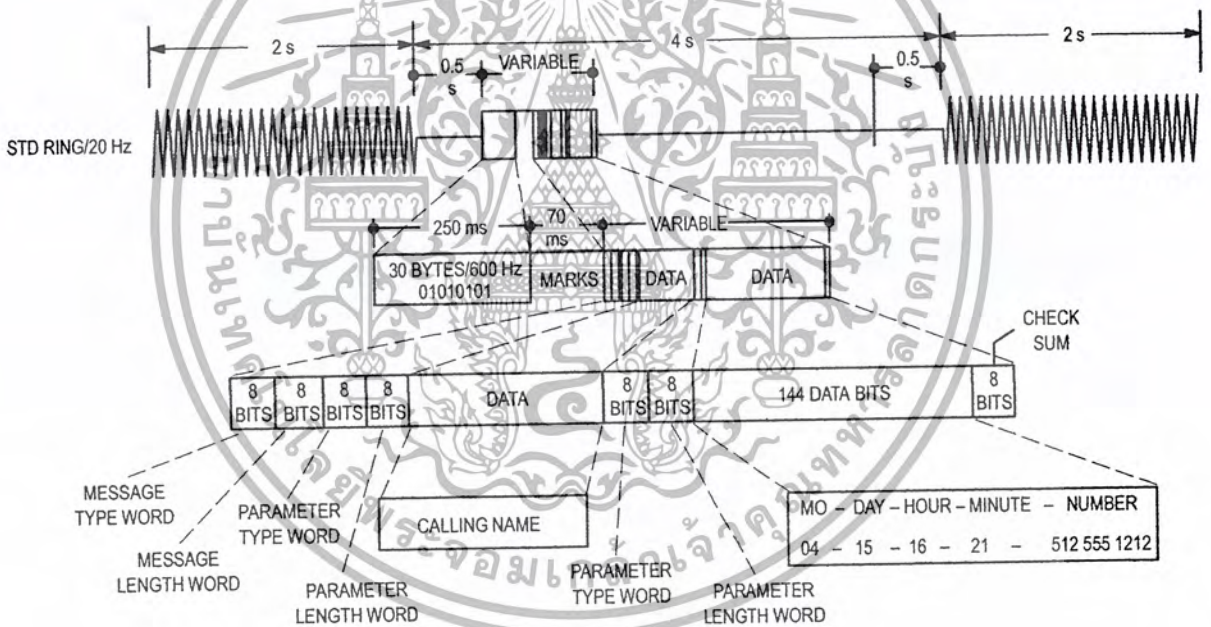 2 s
4 s
2 s
0.5
s
VARIABLE
0.5
s
STD RING/20 Hz
250 ms
70
ms
VARIABLE
30 BYTES/600 Hz
01010101
MARKS
DATA
DATA
CHECK
SUM
8
BITS
8
BITS
8
BITS
8
BITS
DATA
8
BITS
8
BITS
144 DATA BITS
8
BITS
MESSAGE
TYPE WORD
MESSAGE
LENGTH WORD
PARAMETER
TYPE WORD
PARAMETER
LENGTH WORD
CALLING NAME
PARAMETER
TYPE WORD
PARAMETER
LENGTH WORD
MO – DAY – HOUR – MINUTE – NUMBER
04 – 15 – 16 – 21 – 512 555 1212